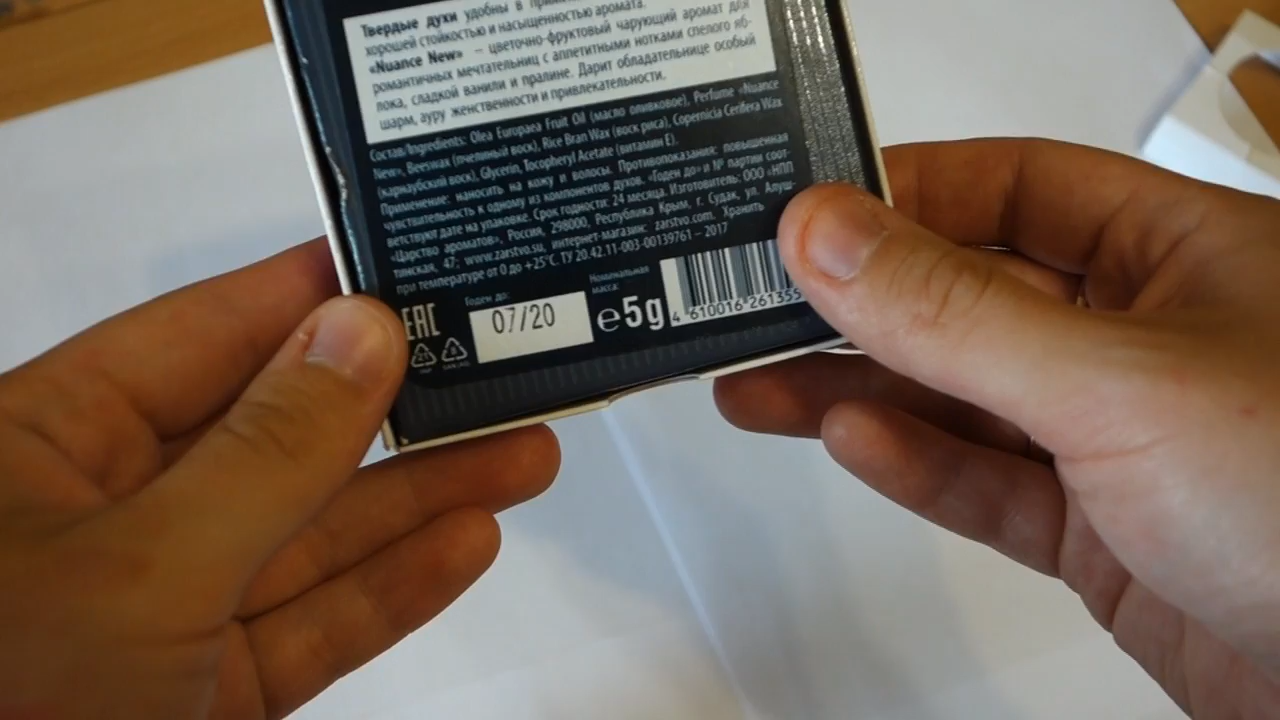 Твердые духи удобны в
хорошей стойкостью и насыщенностью аромата.
«Nuance New» – цветочно-фруктовый чарующий аромат для
романтичных мечтательниц с аппетитными нотками спелого яб-
лока, сладкой ванили и пралине. Дарит обладательнице особый
шарм, ауру женственности и привлекательности.
Состав/Ingredients: Olea Europaea Fruit Oil (масло оливковое), Perfume «Nuance
New», Beeswax (пчелиный воск), Rice Bran Wax (воск риса), Copernicia Cerifera Wax
(карнаубский воск), Glycerin, Tocopheryl Acetate (витамин Е).
Применение: наносить на кожу и волосы. Противопоказания: повышенная
чувствительность к одному из компонентов духов. «Годен до» и № партии соот-
ветствуют дате на упаковке. Срок годности: 24 месяца. Изготовитель: ООО «НПП
«Царство ароматов», Россия, 298000, Республика Крым, г. Судак, ул. Алуш-
тинская, 47; www.zarstvo.su, интернет-магазин: zarstvo.com. Хранить
при температуре от 0 до +25°С. ТУ 20.42.11-003-00139761 – 2017
ЕАС
Годен до:
07/20
Номинальная
масса:
℮5g
4 610016 261355